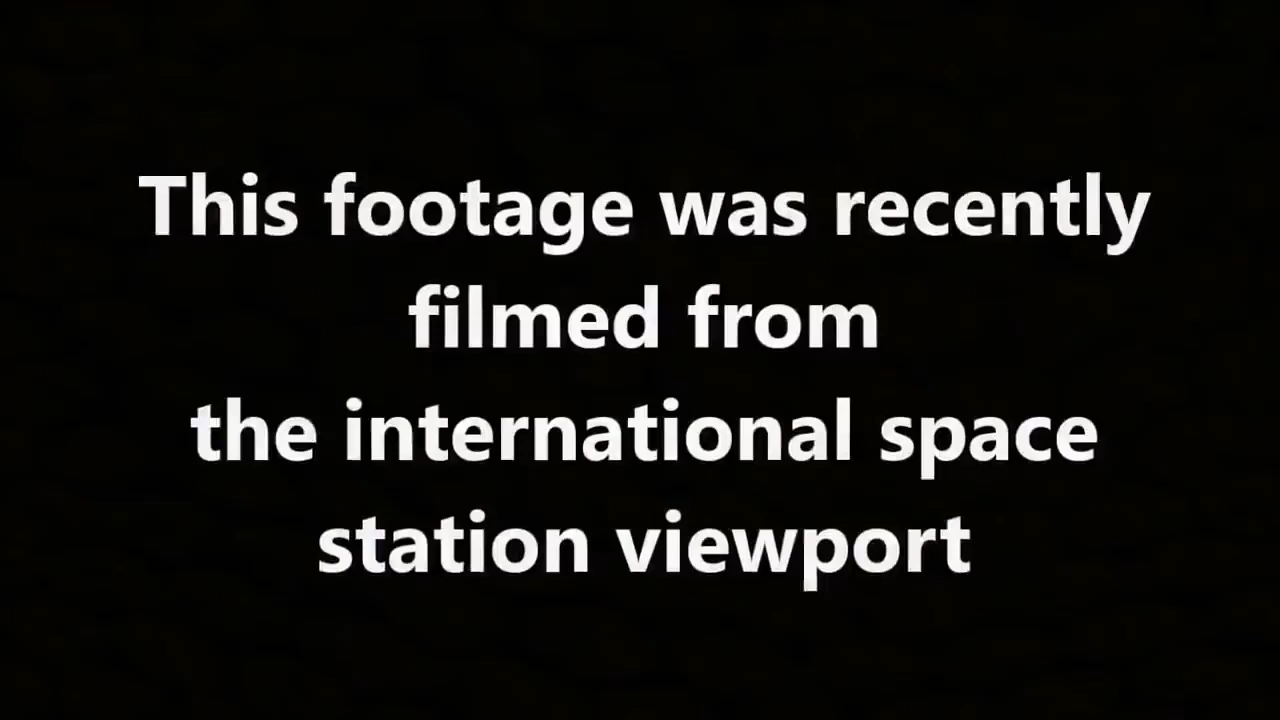 This footage was recently
filmed from
the international space
station viewport